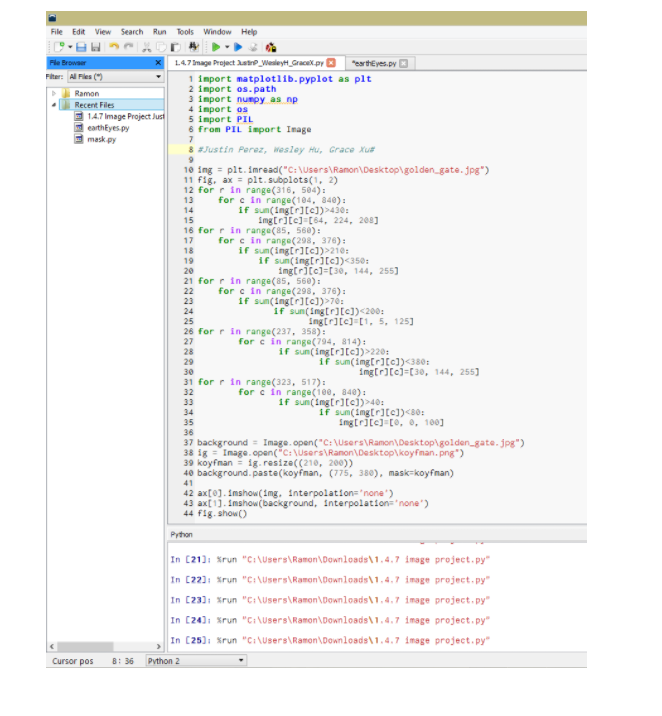 File Edit View Search Run Tools Window Help
File Browser
1.4.7 Image Project JustinP_WesleyH_GraceX.py
*earthEyes.py
Filter: All Files (*)
Ramon
Recent Files
1.4.7 Image Project Just
earthEyes.py
mask.py
1 import matplotlib.pyplot as plt
2 import os.path
3 import numpy as np
4 import os
5 import PIL
6 from PIL import Image
7
8 #Justin Perez, Wesley Hu, Grace Xu#
9
10 img = plt.imread("C:\Users\Ramon\Desktop\golden_gate.jpg")
11 fig, ax = plt.subplots(1, 2)
12 for r in range(316, 504):
13 for c in range(104, 840):
14 if sum(img[r][c])>430:
15 img[r][c]=[64, 224, 208]
16 for r in range(85, 560):
17 for c in range(298, 376):
18 if sum(img[r][c])>210:
19 if sum(img[r][c])<350:
20 img[r][c]=[30, 144, 255]
21 for r in range(85, 560):
22 for c in range(298, 376):
23 if sum(img[r][c])>70:
24 if sum(img[r][c])<200:
25 img[r][c]=[1, 5, 125]
26 for r in range(237, 358):
27 for c in range(794, 814):
28 if sum(img[r][c])>220:
29 if sum(img[r][c])<380:
30 img[r][c]=[30, 144, 255]
31 for r in range(323, 517):
32 for c in range(100, 840):
33 if sum(img[r][c])>40:
34 if sum(img[r][c])<80:
35 img[r][c]=[0, 0, 100]
36
37 background = Image.open("C:\Users\Ramon\Desktop\golden_gate.jpg")
38 ig = Image.open("C:\Users\Ramon\Desktop\koyfman.png")
39 koyfman = ig.resize((210, 200))
40 background.paste(koyfman, (775, 380), mask=koyfman)
41
42 ax[0].imshow(img, interpolation='none')
43 ax[1].imshow(background, interpolation='none')
44 fig.show()
Python
In [21]: %run "C:\Users\Ramon\Downloads\1.4.7 image project.py"
In [22]: %run "C:\Users\Ramon\Downloads\1.4.7 image project.py"
In [23]: %run "C:\Users\Ramon\Downloads\1.4.7 image project.py"
In [24]: %run "C:\Users\Ramon\Downloads\1.4.7 image project.py"
In [25]: %run "C:\Users\Ramon\Downloads\1.4.7 image project.py"
Cursor pos 8: 36 Python 2